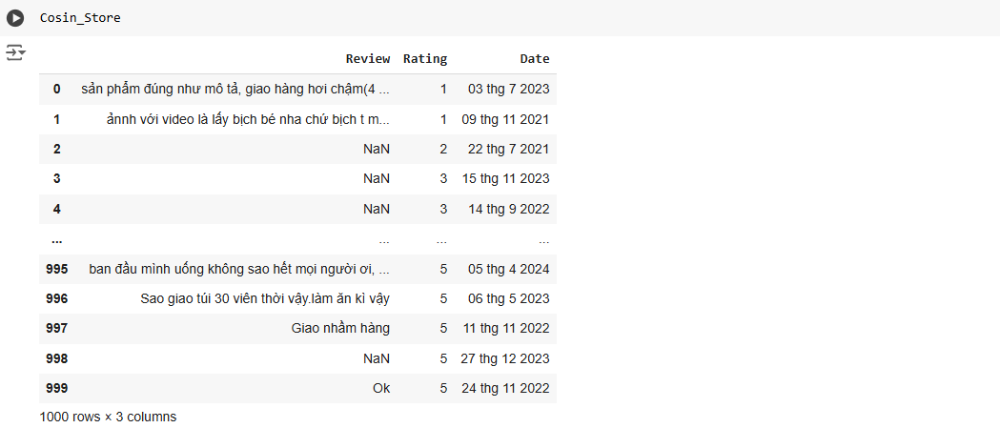 Cosin_Store
Review Rating Date
0 sản phẩm đúng như mô tả, giao hàng hơi chậm(4 ... 1 03 thg 7 2023
1 ảnnh với video là lấy bịch bé nha chứ bịch t m... 1 09 thg 11 2021
2 NaN 2 22 thg 7 2021
3 NaN 3 15 thg 11 2023
4 NaN 3 14 thg 9 2022
... ... ... ...
995 ban đầu mình uống không sao hết mọi người ơi, ... 5 05 thg 4 2024
996 Sao giao túi 30 viên thời vậy.làm ăn kì vậy 5 06 thg 5 2023
997 Giao nhầm hàng 5 11 thg 11 2022
998 NaN 5 27 thg 12 2023
999 Ok 5 24 thg 11 2022
1000 rows × 3 columns